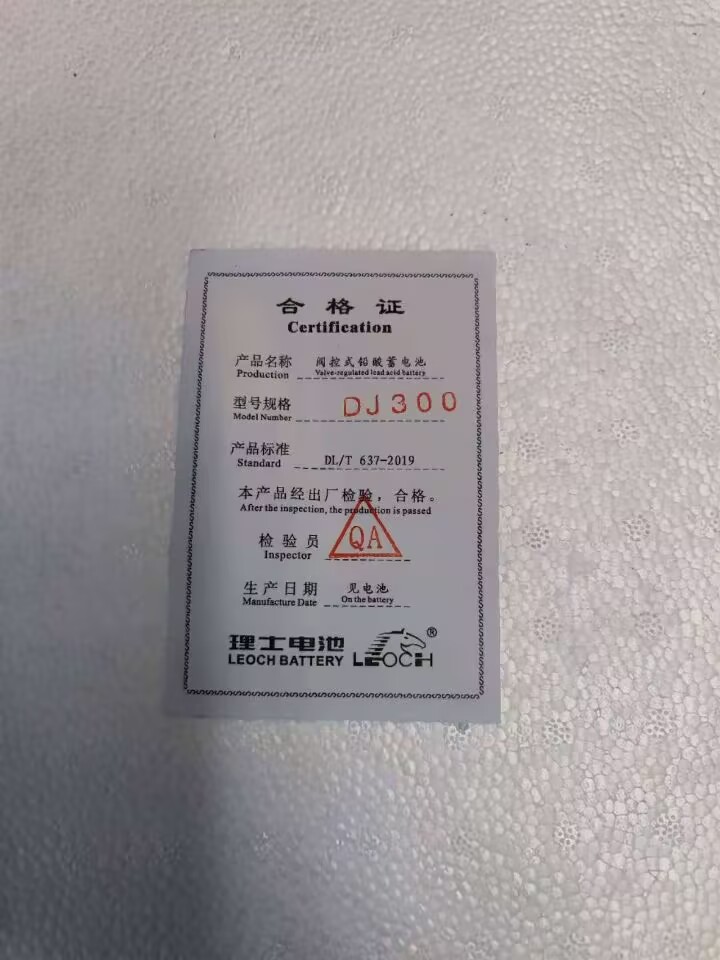 合格证
Certification
产品名称 阀控式铅酸蓄电池
Production Valve-regulated lead acid battery
型号规格 DJ300
Model Number
产品标准 DL/T 637-2019
Standard
本产品经出厂检验，合格。
After the inspection, the production is passed
检验员 QA
Inspector
生产日期 见电池
Manufacture Date On the battery
理士电池 LEOCH®
LEOCH BATTERY